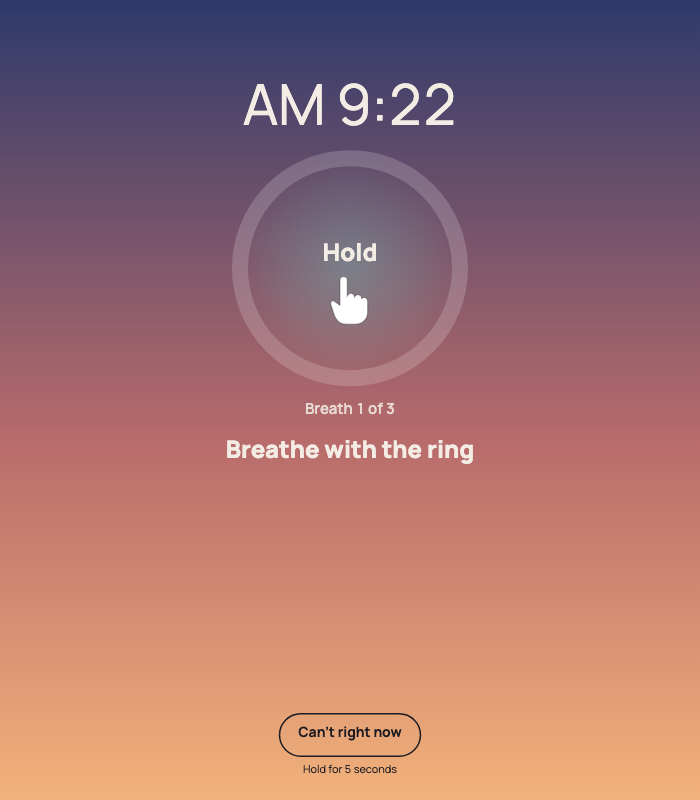 AM 9:22
Hold
Breath 1 of 3
Breathe with the ring
Can't right now
Hold for 5 seconds